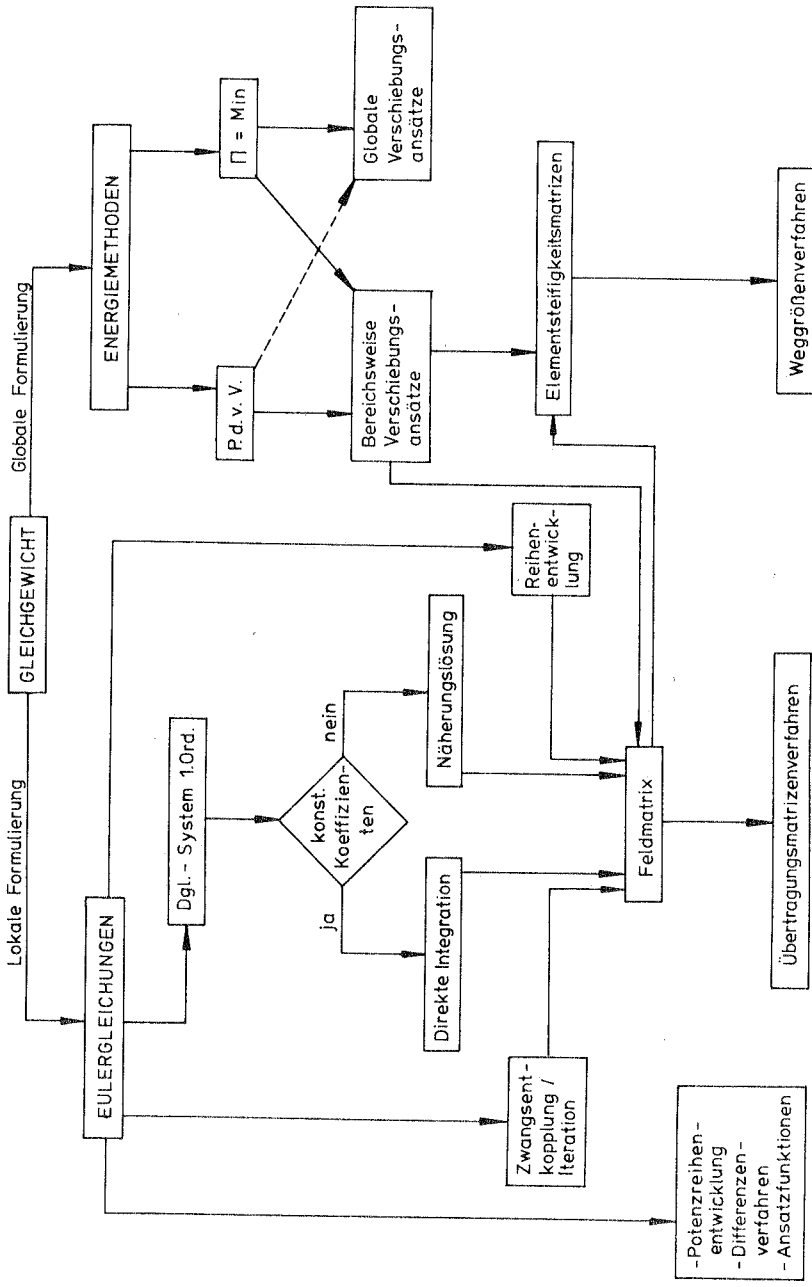 GLEICHGEWICHT
Lokale Formulierung
Globale Formulierung
EULERGLEICHUNGEN
ENERGIEMETHODEN
Dgl.- System 1.Ord.
P.d.v.V.
Π = Min
konst.
Koeffizien-
ten
ja
nein
Bereichsweise
Verschiebungs-
ansätze
Globale
Verschiebungs-
ansätze
Direkte Integration
Näherungslösung
Zwangsent-
kopplung /
Iteration
Reihen-
entwick-
lung
Elementsteifigkeitsmatrizen
Feldmatrix
- Potenzreihen-
entwicklung
- Differenzen-
verfahren
- Ansatzfunktionen
Übertragungsmatrizenverfahren
Weggrößenverfahren